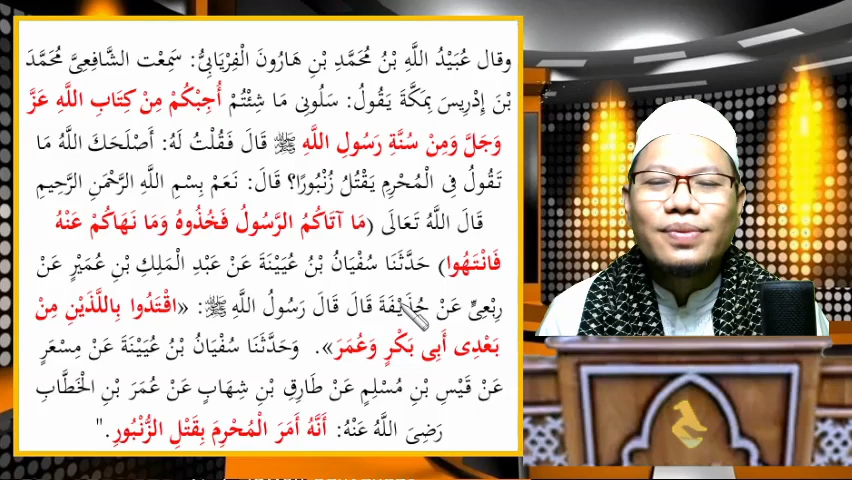 وقال عُبَيْدُ اللَّهِ بْنُ مُحَمَّدِ بْنِ هَارُونَ الْفِرْيَابِيُّ: سَمِعْت الشَّافِعِيَّ مُحَمَّدَ
بْنَ إِدْرِيسَ بِمَكَّةَ يَقُولُ: سَلُونِى مَا شِئْتُمْ أُجِبْكُمْ مِنْ كِتَابِ اللَّهِ عَزَّ
وَجَلَّ وَمِنْ سُنَّةِ رَسُولِ اللَّهِ ﷺ قَالَ فَقُلْتُ لَهُ: أَصْلَحَكَ اللَّهُ مَا
تَقُولُ فِى الْمُحْرِمِ يَقْتُلُ زُنْبُورًا؟ قَالَ: نَعَمْ بِسْمِ اللَّهِ الرَّحْمَنِ الرَّحِيمِ
قَالَ اللَّهُ تَعَالَى (مَا آتَاكُمُ الرَّسُولُ فَخُذُوهُ وَمَا نَهَاكُمْ عَنْهُ
فَانْتَهُوا) حَدَّثَنَا سُفْيَانُ بْنُ عُيَيْنَةَ عَنْ عَبْدِ الْمَلِكِ بْنِ عُمَيْرٍ عَنْ
رِبْعِىٍّ عَنْ حُذَيْفَةَ قَالَ قَالَ رَسُولُ اللَّهِ ﷺ: «اقْتَدُوا بِاللَّذَيْنِ مِنْ
بَعْدِى أَبِى بَكْرٍ وَعُمَرَ». وَحَدَّثَنَا سُفْيَانُ بْنُ عُيَيْنَةَ عَنْ مِسْعَرٍ
عَنْ قَيْسِ بْنِ مُسْلِمٍ عَنْ طَارِقِ بْنِ شِهَابٍ عَنْ عُمَرَ بْنِ الْخَطَّابِ
رَضِىَ اللَّهُ عَنْهُ: أَنَّهُ أَمَرَ الْمُحْرِمَ بِقَتْلِ الزُّنْبُورِ."